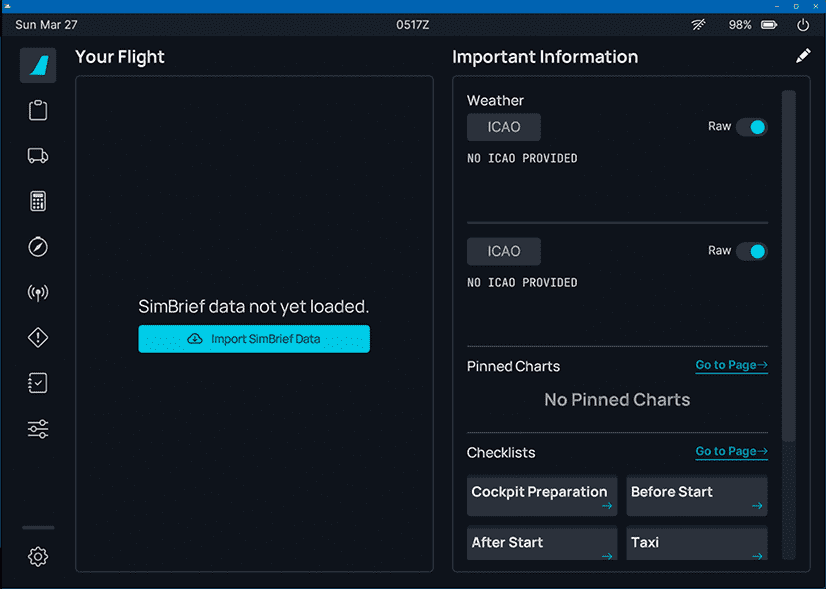 Sun Mar 27
0517Z
98%
Your Flight
Important Information
SimBrief data not yet loaded.
Import SimBrief Data
Weather
ICAO
Raw
NO ICAO PROVIDED
ICAO
Raw
NO ICAO PROVIDED
Pinned Charts
Go to Page→
No Pinned Charts
Checklists
Go to Page→
Cockpit Preparation
→
Before Start
→
After Start
→
Taxi
→